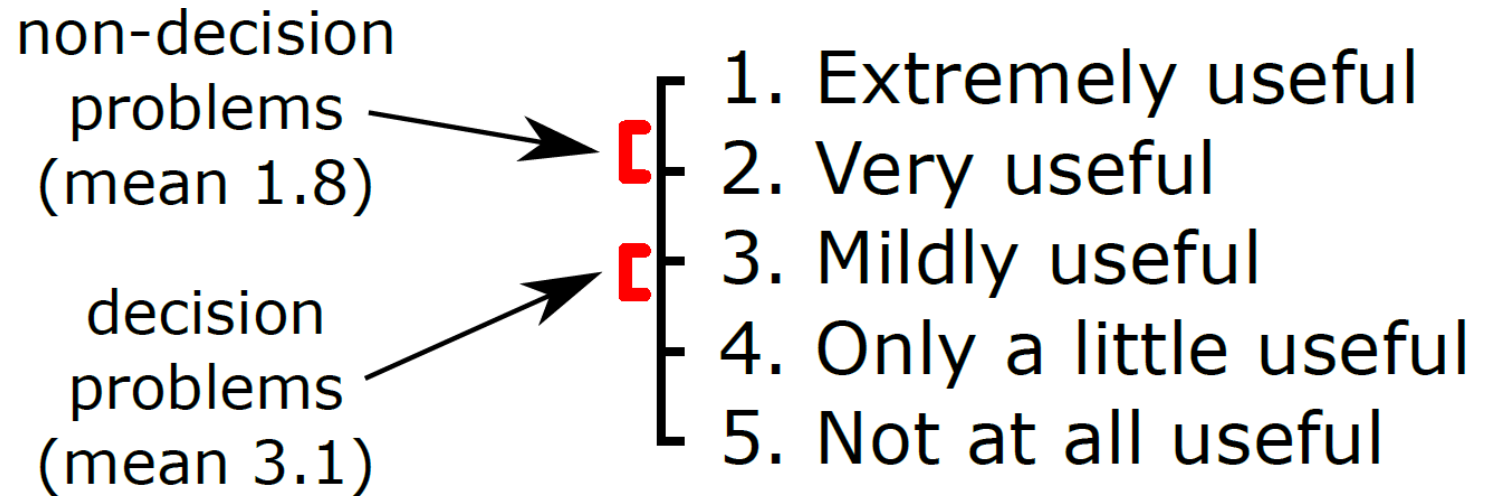 non-decision
problems
(mean 1.8)
decision
problems
(mean 3.1)
1. Extremely useful
2. Very useful
3. Mildly useful
4. Only a little useful
5. Not at all useful